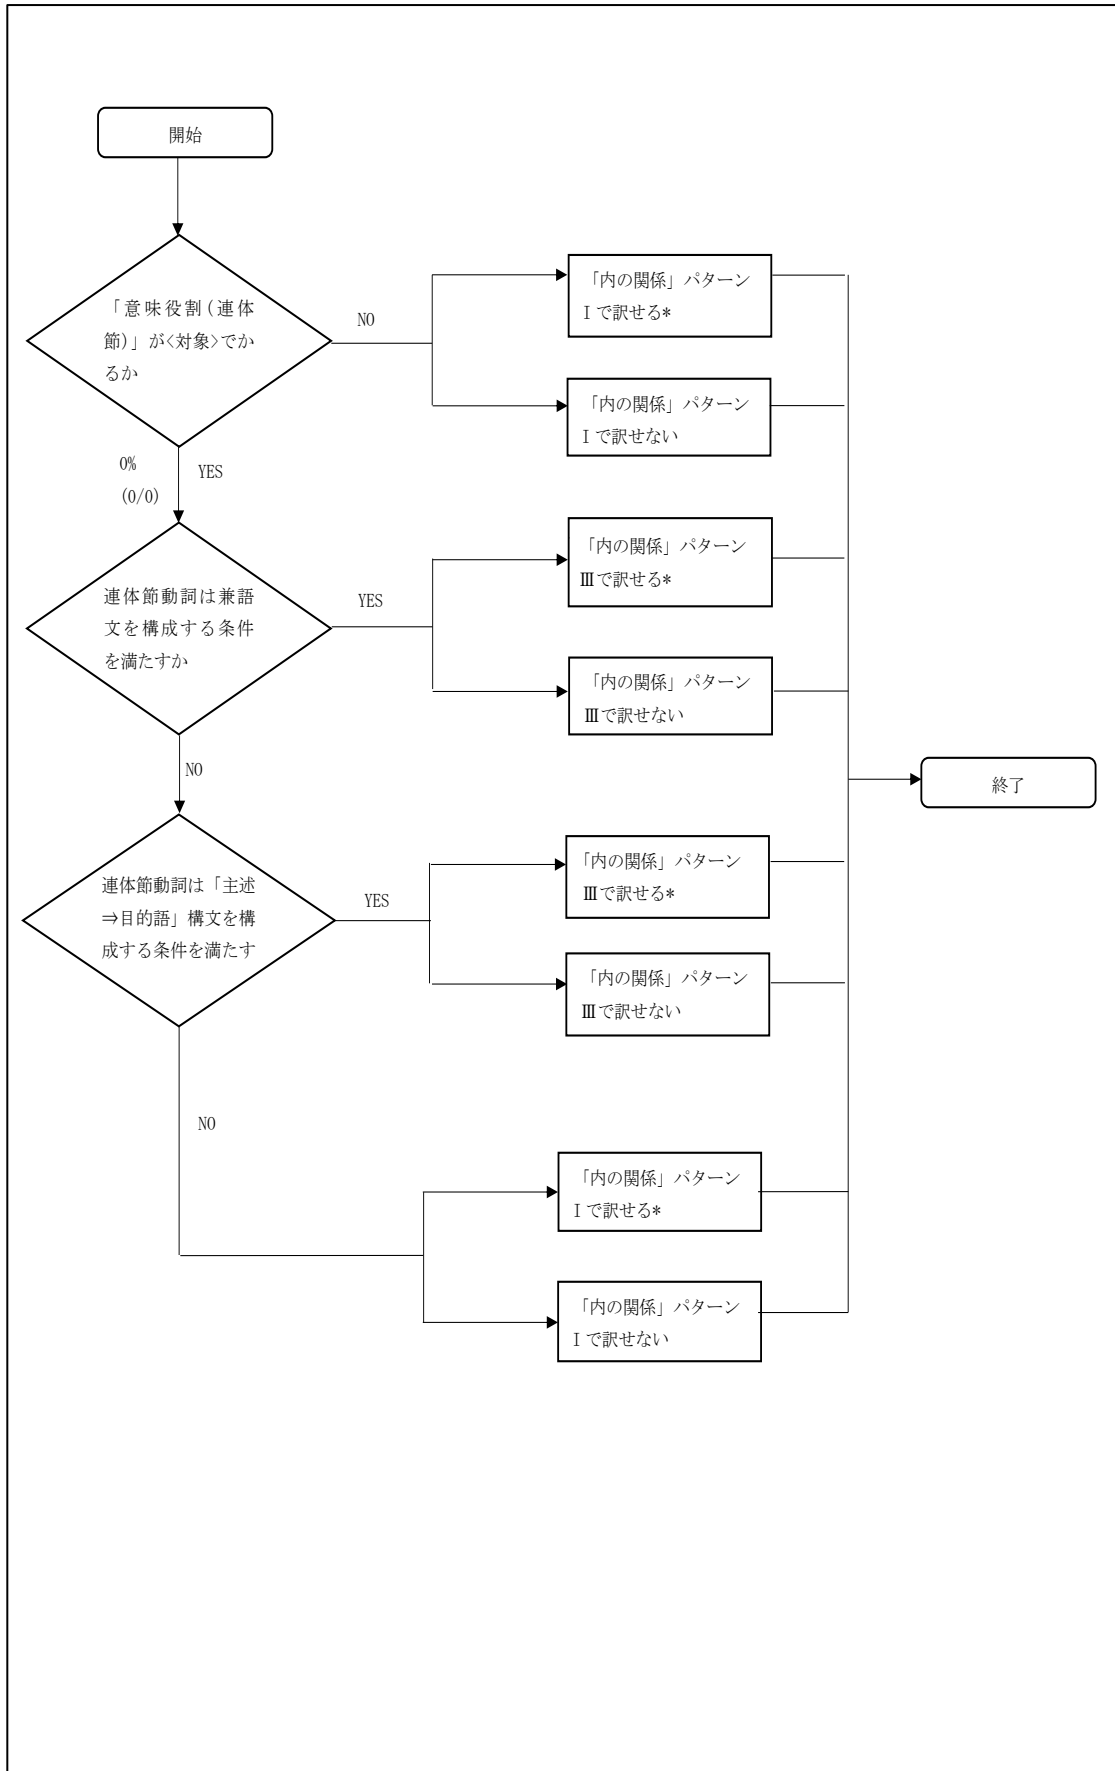 開始
「意味役割(連体
節)」が<対象>でか
るか
NO
「内の関係」パターン
Ⅰで訳せる*
「内の関係」パターン
Ⅰで訳せない
0%
(0/0)
YES
連体節動詞は兼語
文を構成する条件
を満たすか
YES
「内の関係」パターン
Ⅲで訳せる*
「内の関係」パターン
Ⅲで訳せない
NO
終了
連体節動詞は「主述
⇒目的語」構文を構
成する条件を満たす
YES
「内の関係」パターン
Ⅲで訳せる*
「内の関係」パターン
Ⅲで訳せない
NO
「内の関係」パターン
Ⅰで訳せる*
「内の関係」パターン
Ⅰで訳せない